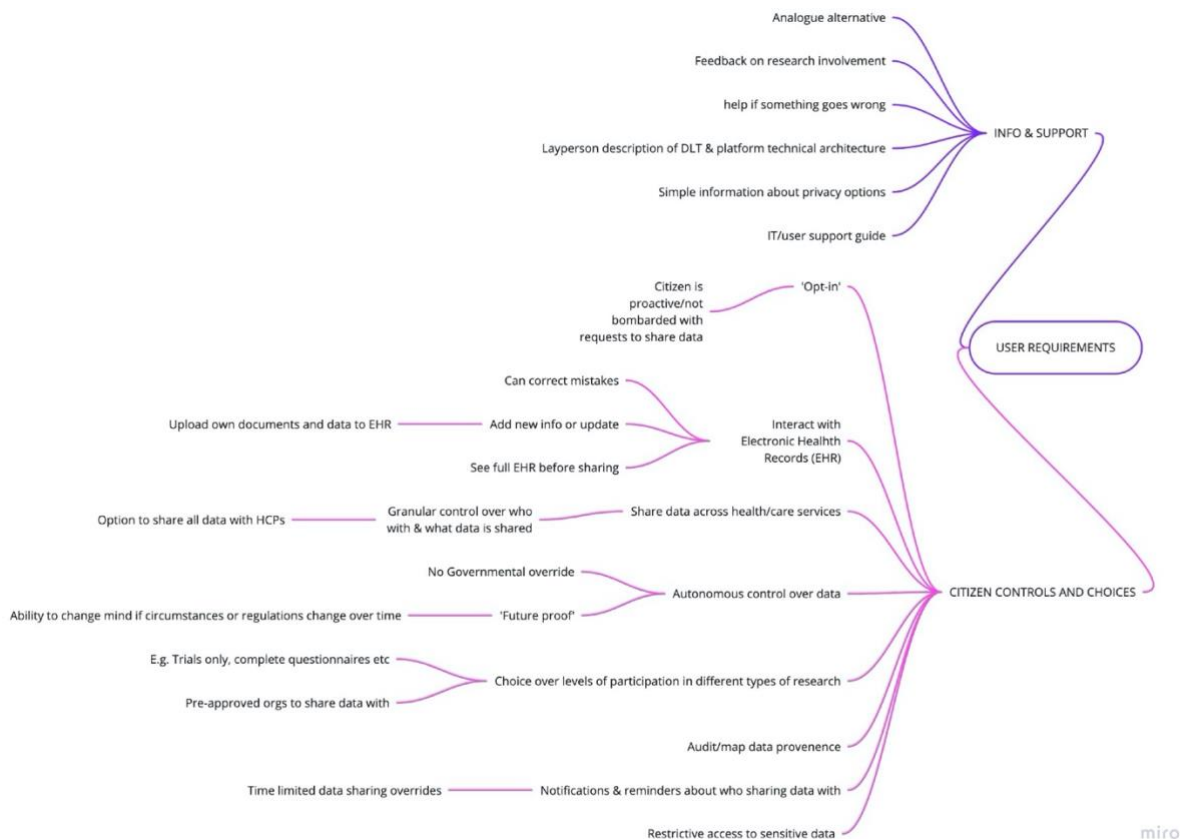 Analogue alternative
Feedback on research involvement
help if something goes wrong
INFO & SUPPORT
Layperson description of DLT & platform technical architecture
Simple information about privacy options
IT/user support guide
Citizen is
proactive/not
bombarded with
requests to share data
'Opt-in'
USER REQUIREMENTS
Can correct mistakes
Upload own documents and data to EHR
Add new info or update
See full EHR before sharing
Interact with
Electronic Healhth
Records (EHR)
Option to share all data with HCPs
Granular control over who
with & what data is shared
Share data across health/care services
No Governmental override
Ability to change mind if circumstances or regulations change over time
'Future proof'
Autonomous control over data
CITIZEN CONTROLS AND CHOICES
E.g. Trials only, complete questionnaires etc
Pre-approved orgs to share data with
Choice over levels of participation in different types of research
Audit/map data provenence
Time limited data sharing overrides
Notifications & reminders about who sharing data with
Restrictive access to sensitive data
miro